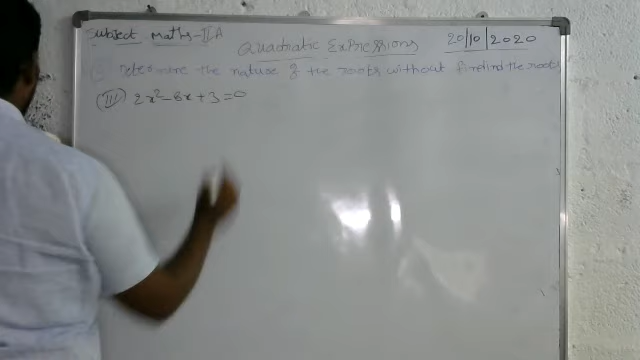 Subject Maths-IIA
Quadratic Expressions 20/10/2020
Determine the nature of the roots without findind the roots
(III) 2x²-8x+3=0